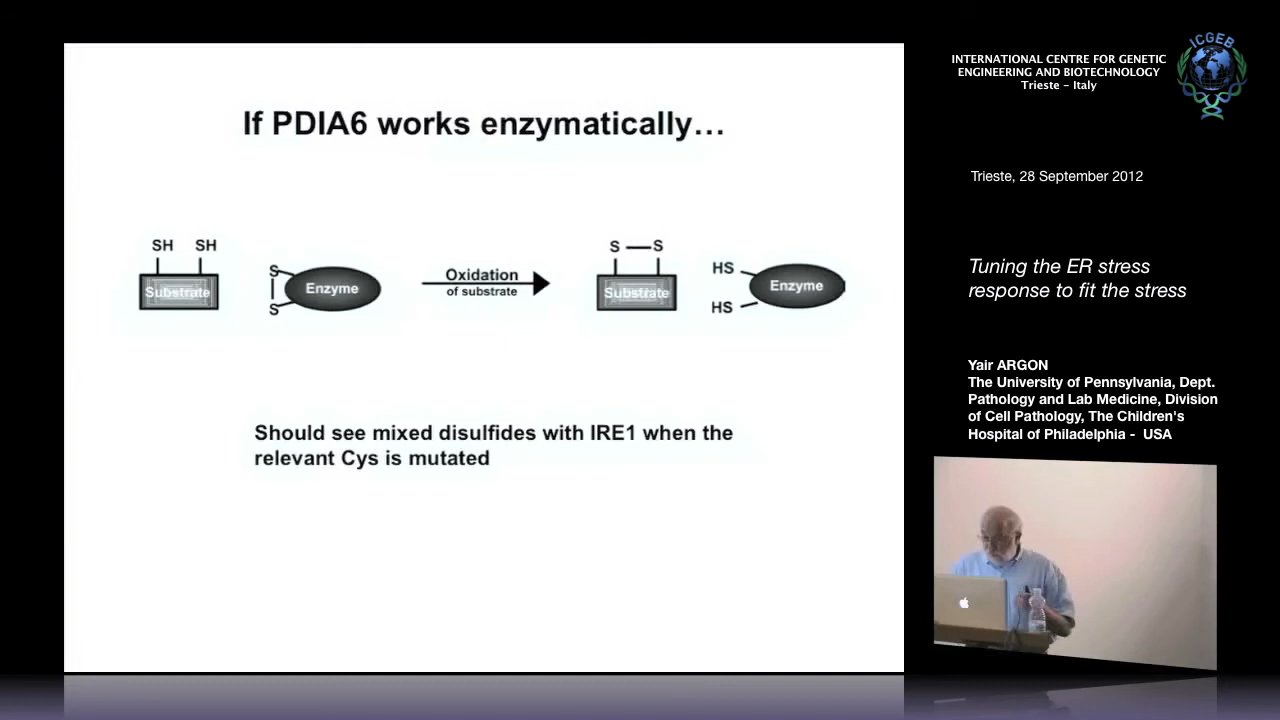 If PDIA6 works enzymatically…
SH SH
Substrate
S
S
Enzyme
Oxidation
of substrate
S S
Substrate
HS
HS
Enzyme
Should see mixed disulfides with IRE1 when the
relevant Cys is mutated
INTERNATIONAL CENTRE FOR GENETIC
ENGINEERING AND BIOTECHNOLOGY
Trieste - Italy
ICGEB
Trieste, 28 September 2012
Tuning the ER stress
response to fit the stress
Yair ARGON
The University of Pennsylvania, Dept.
Pathology and Lab Medicine, Division
of Cell Pathology, The Children's
Hospital of Philadelphia - USA